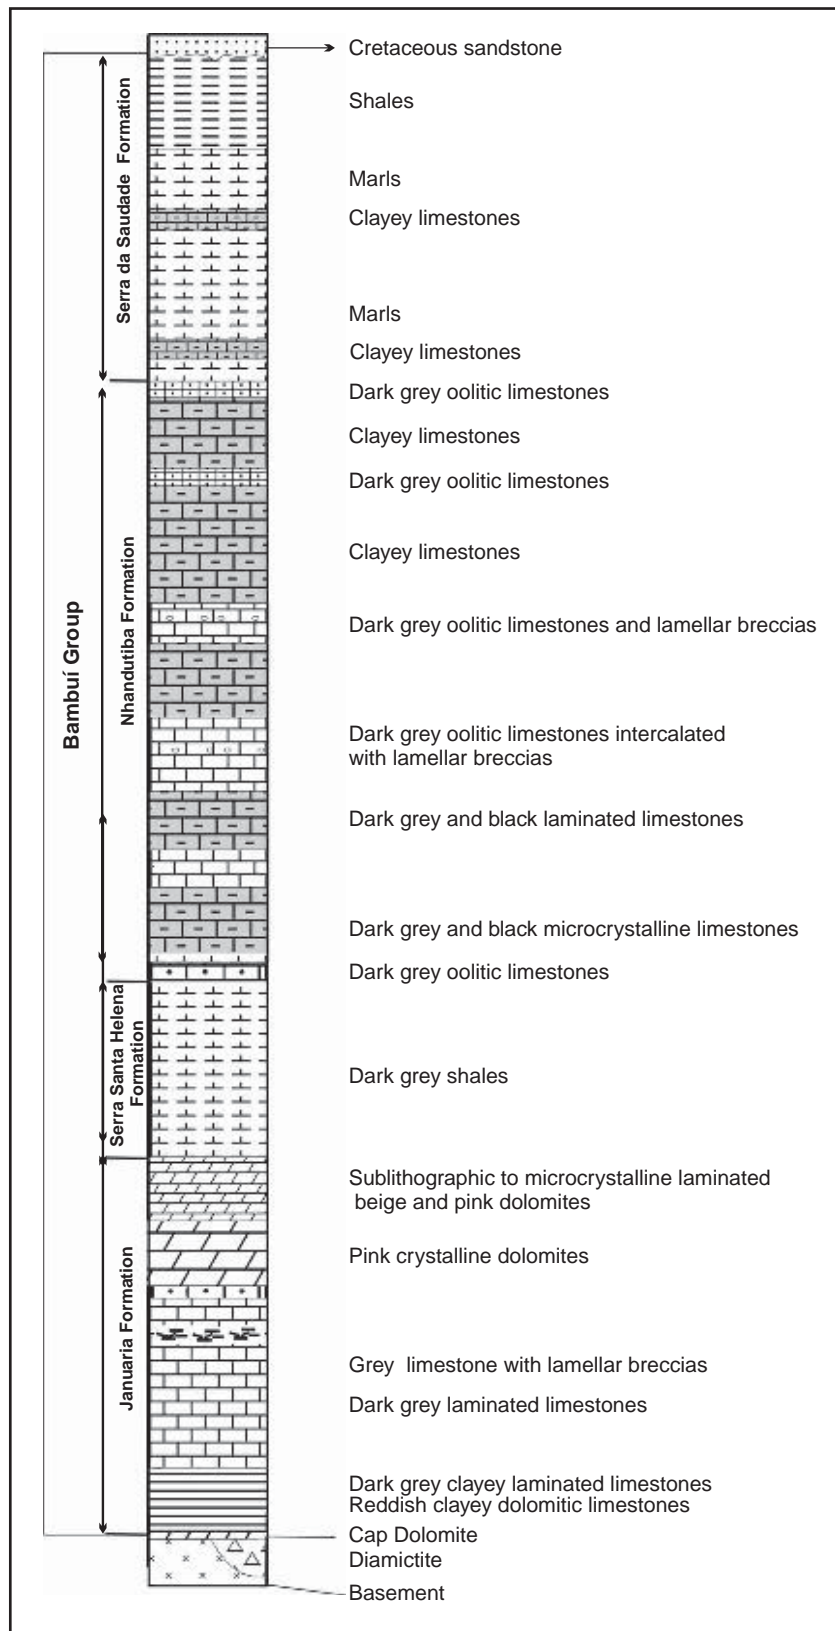 Cretaceous sandstone
Shales
Marls
Clayey limestones
Marls
Clayey limestones
Dark grey oolitic limestones
Clayey limestones
Dark grey oolitic limestones
Clayey limestones
Dark grey oolitic limestones and lamellar breccias
Dark grey oolitic limestones intercalated
with lamellar breccias
Dark grey and black laminated limestones
Dark grey and black microcrystalline limestones
Dark grey oolitic limestones
Dark grey shales
Sublithographic to microcrystalline laminated
beige and pink dolomites
Pink crystalline dolomites
Grey limestone with lamellar breccias
Dark grey laminated limestones
Dark grey clayey laminated limestones
Reddish clayey dolomitic limestones
Cap Dolomite
Diamictite
Basement
Bambuí Group
Serra da Saudade Formation
Nhandutiba Formation
Serra Santa Helena
Formation
Januaria Formation